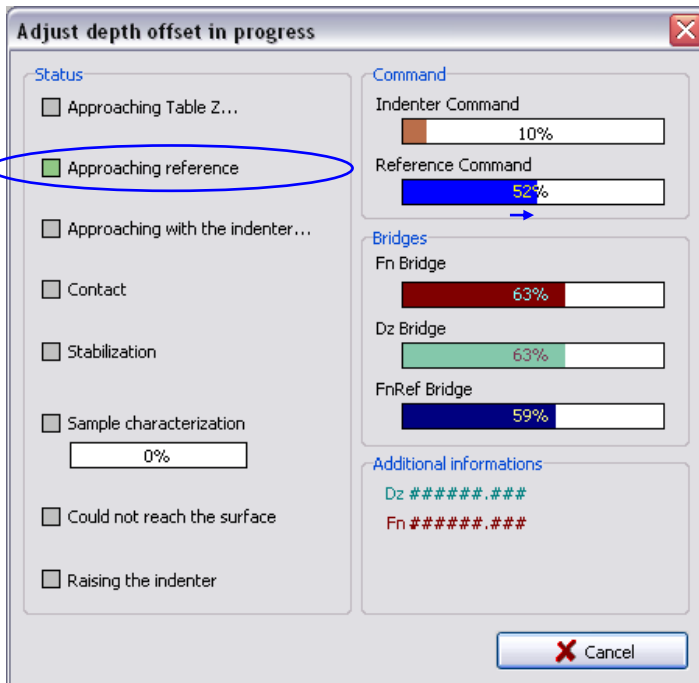 Adjust depth offset in progress
Status
Approaching Table Z...
Approaching reference
Approaching with the indenter...
Contact
Stabilization
Sample characterization
0%
Could not reach the surface
Raising the indenter
Command
Indenter Command
10%
Reference Command
52%
Bridges
Fn Bridge
63%
Dz Bridge
63%
FnRef Bridge
59%
Additional informations
Dz ######.###
Fn ######.###
Cancel